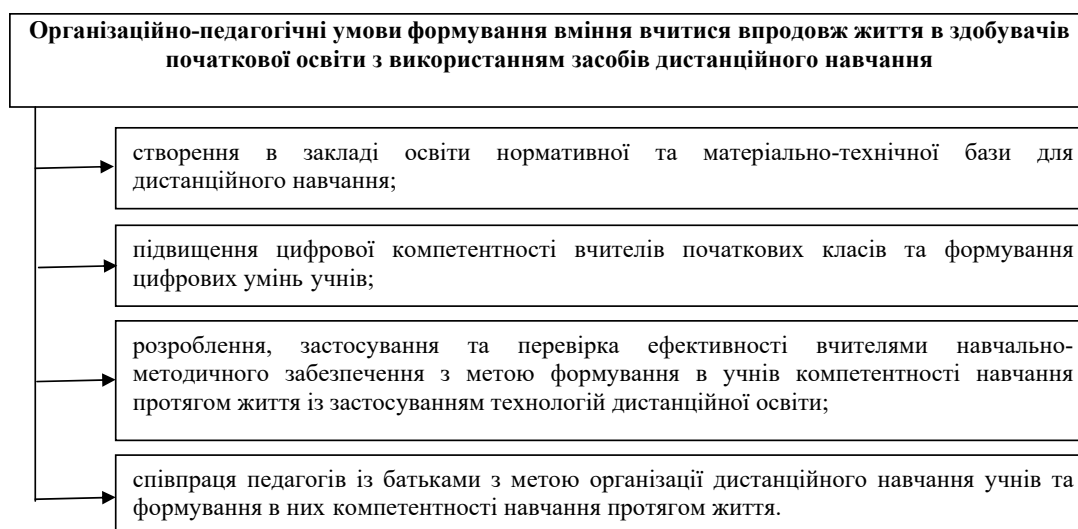 Організаційно-педагогічні умови формування вміння вчитися впродовж життя в здобувачів
початкової освіти з використанням засобів дистанційного навчання
створення в закладі освіти нормативної та матеріально-технічної бази для
дистанційного навчання;
підвищення цифрової компетентності вчителів початкових класів та формування
цифрових умінь учнів;
розроблення, застосування та перевірка ефективності вчителями навчально-
методичного забезпечення з метою формування в учнів компетентності навчання
протягом життя із застосуванням технологій дистанційної освіти;
співпраця педагогів із батьками з метою організації дистанційного навчання учнів та
формування в них компетентності навчання протягом життя.